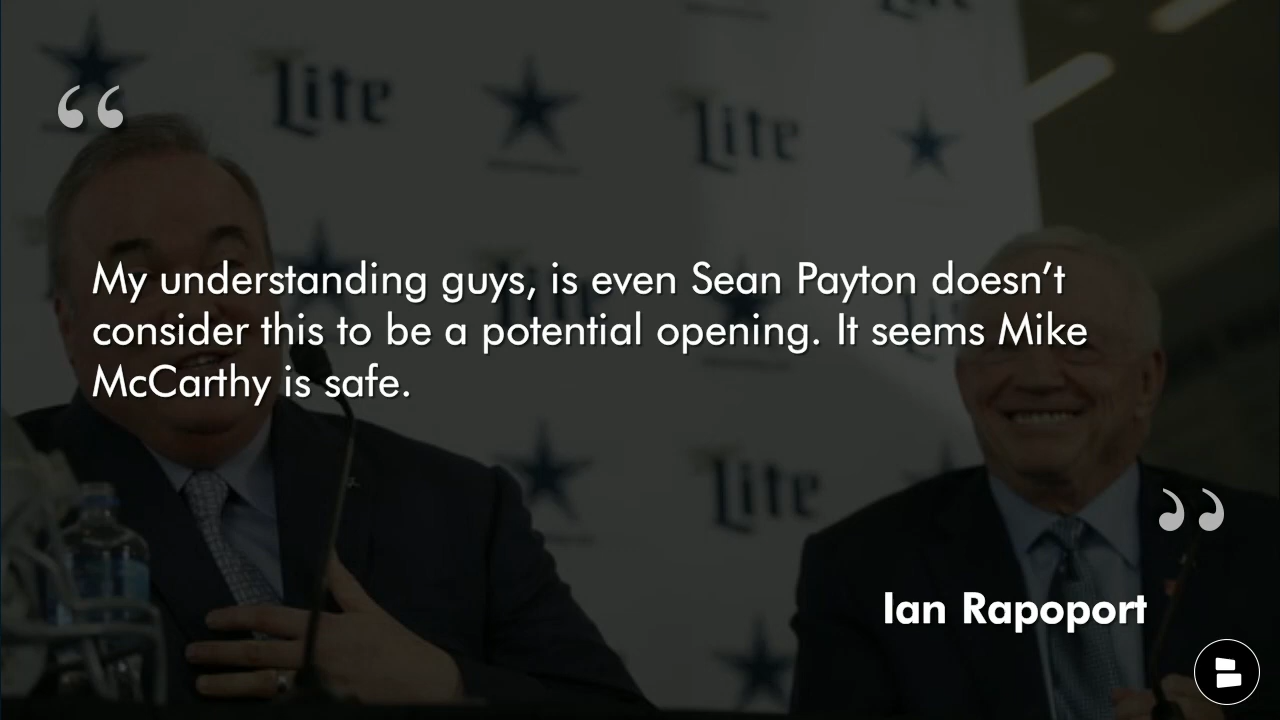 Lite
Lite
Lite
“
My understanding guys, is even Sean Payton doesn’t
consider this to be a potential opening. It seems Mike
McCarthy is safe.
Lite
”
Ian Rapoport